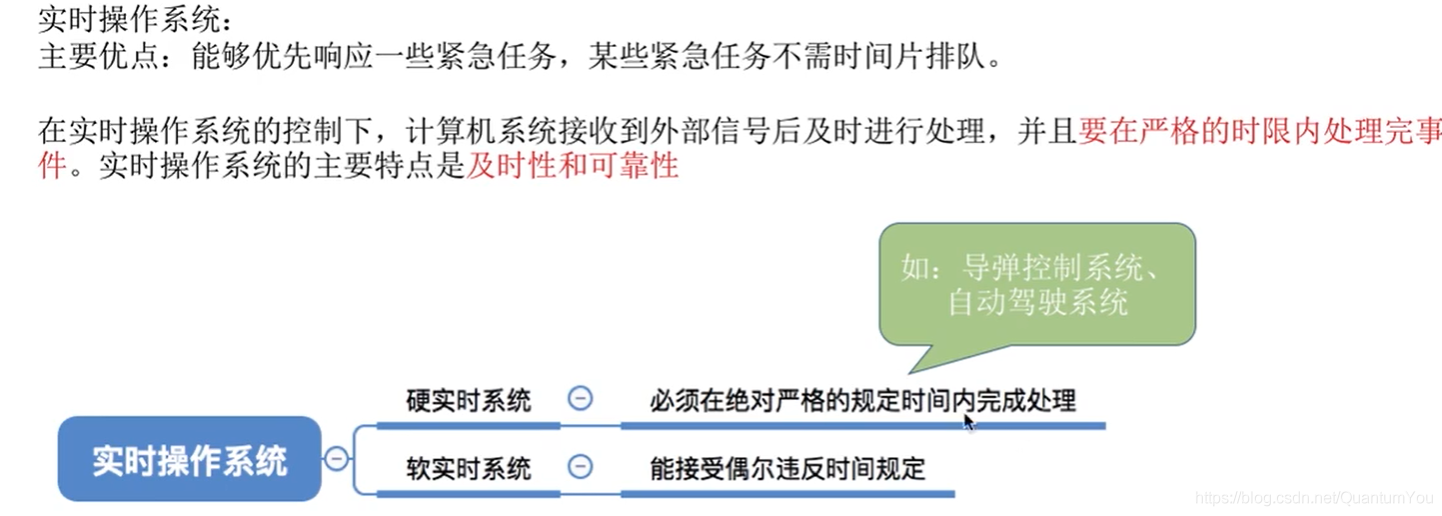 实时操作系统：
主要优点：能够优先响应一些紧急任务，某些紧急任务不需时间片排队。
在实时操作系统的控制下，计算机系统接收到外部信号后及时进行处理，并且要在严格的时限内处理完事
件。实时操作系统的主要特点是及时性和可靠性
如：导弹控制系统、
自动驾驶系统
硬实时系统 必须在绝对严格的规定时间内完成处理
实时操作系统
软实时系统 能接受偶尔违反时间规定
https://blog.csdn.net/QuantumYou